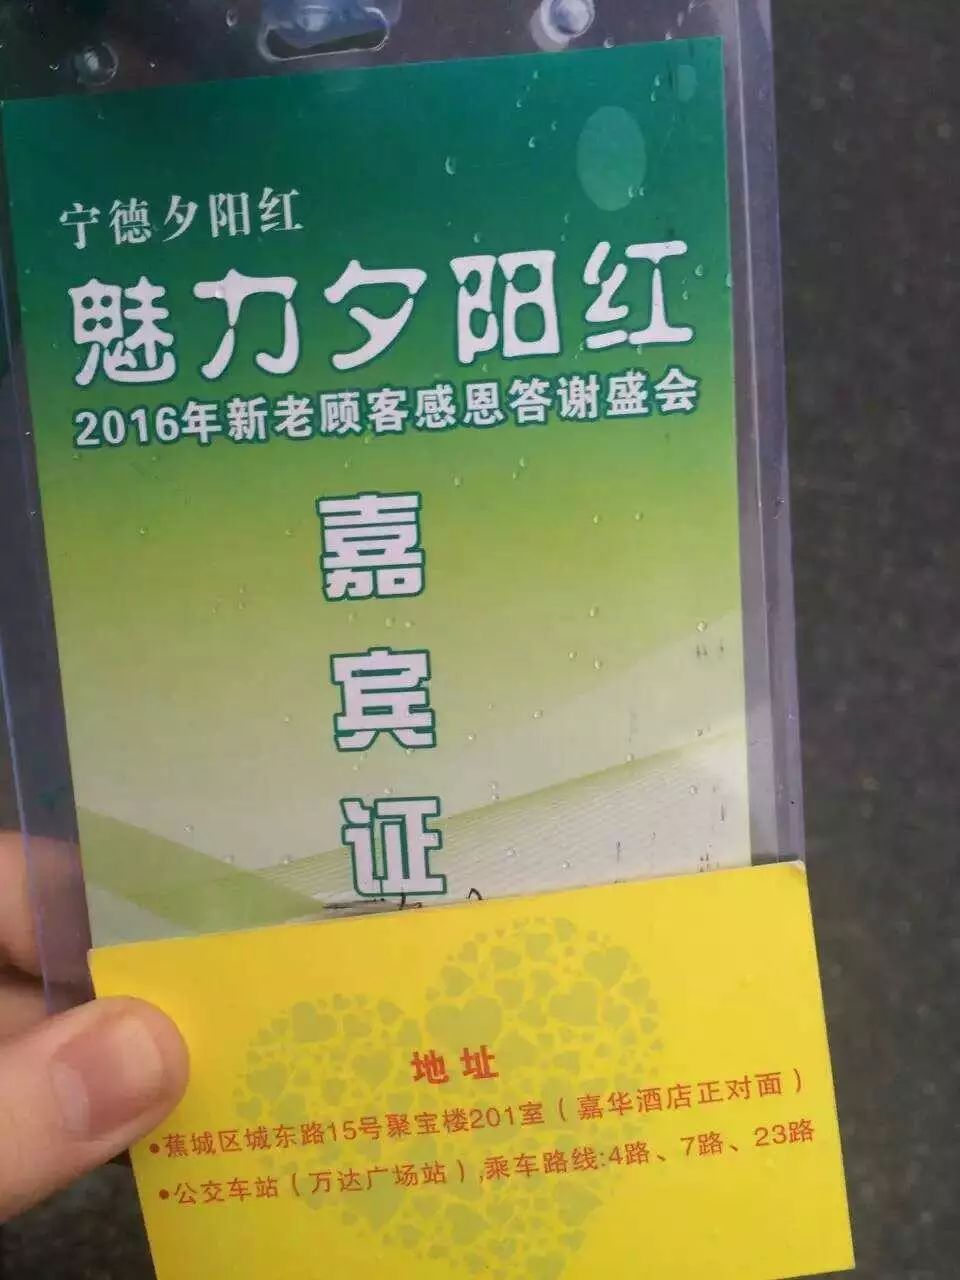 宁德夕阳红
魅力夕阳红
2016年新老顾客感恩答谢盛会
嘉
宾
证
地址
•蕉城区城东路15号聚宝楼201室（嘉华酒店正对面）
•公交车站（万达广场站）,乘车路线:4路、7路、23路